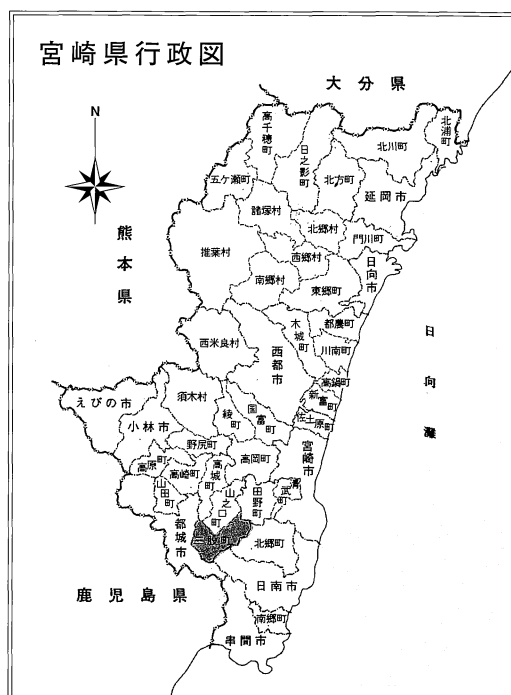 宮崎県行政図
N
大分県
熊本県
鹿児島県
日向灘
高千穂町
日之影町
北川町
北浦町
五ケ瀬町
北方町
延岡市
諸塚村
北郷村
門川町
椎葉村
西郷村
日向市
南郷村
東郷町
木城町
都農町
西米良村
西都市
川南町
高鍋町
新富町
えびの市
須木村
綾町
国富町
佐土原町
小林市
宮崎市
野尻町
高原町
高崎町
高城町
高岡町
山田町
山之口町
田野町
清武町
都城市
三股町
北郷町
日南市
南郷町
串間市